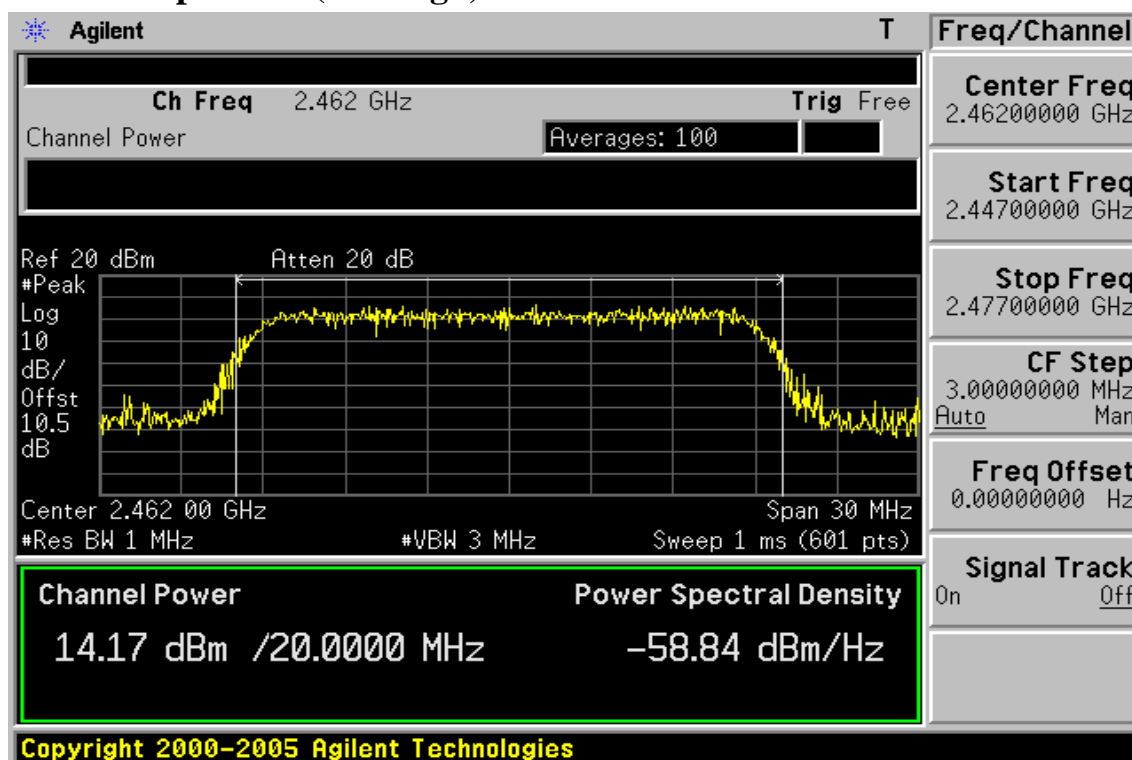 Agilent T Freq/Channel
Ch Freq 2.462 GHz Trig Free
Channel Power Averages: 100
Ref 20 dBm Atten 20 dB
#Peak
Log
10
dB/
Offst
10.5
dB
Center 2.462 00 GHz Span 30 MHz
#Res BW 1 MHz #VBW 3 MHz Sweep 1 ms (601 pts)
Channel Power Power Spectral Density
14.17 dBm /20.0000 MHz -58.84 dBm/Hz
Copyright 2000-2005 Agilent Technologies
Center Freq
2.46200000 GHz
Start Freq
2.44700000 GHz
Stop Freq
2.47700000 GHz
CF Step
3.00000000 MHz
Auto Man
Freq Offset
0.00000000 Hz
Signal Track
On Off